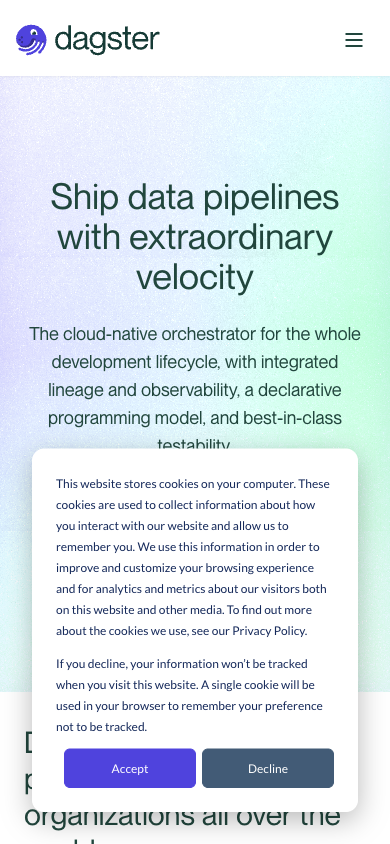 dagster
Ship data pipelines
with extraordinary
velocity
The cloud-native orchestrator for the whole
development lifecycle, with integrated
lineage and observability, a declarative
programming model, and best-in-class
testability
This website stores cookies on your computer. These
cookies are used to collect information about how
you interact with our website and allow us to
remember you. We use this information in order to
improve and customize your browsing experience
and for analytics and metrics about our visitors both
on this website and other media. To find out more
about the cookies we use, see our Privacy Policy.
If you decline, your information won't be tracked
when you visit this website. A single cookie will be
used in your browser to remember your preference
not to be tracked.
Accept
Decline
organizations all over the